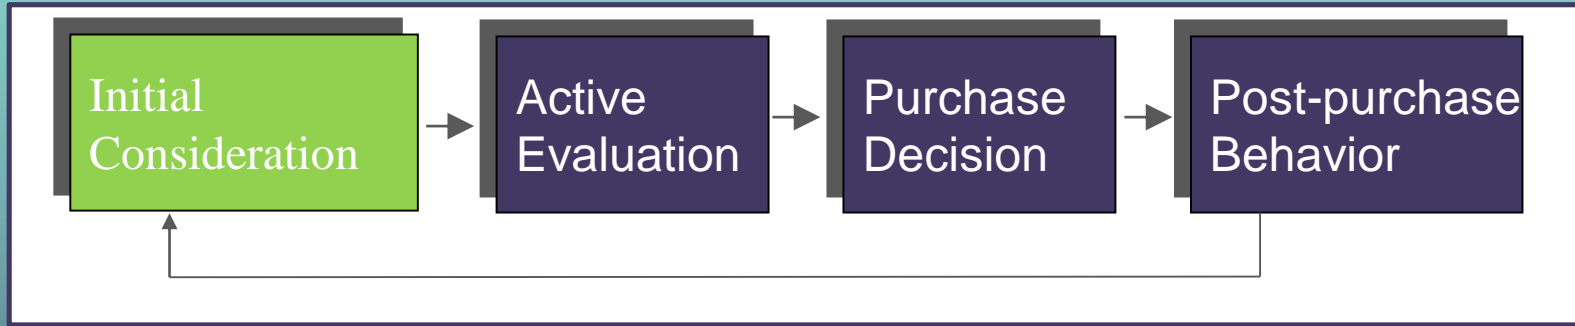 Initial
Consideration
Active
Evaluation
Purchase
Decision
Post-purchase
Behavior